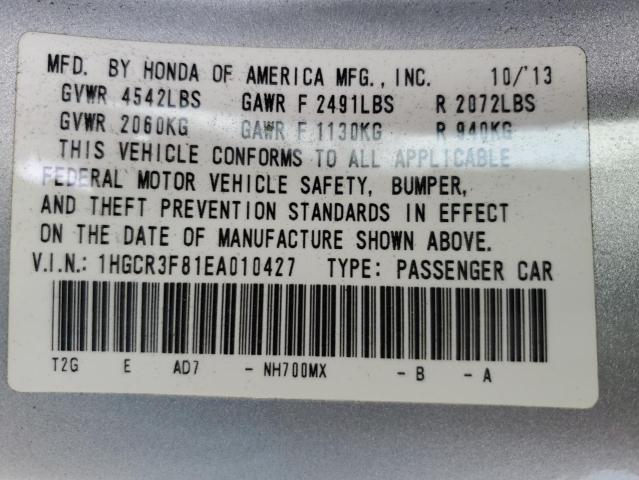 MFD. BY HONDA OF AMERICA MFG., INC. 10/'13
GVWR 4542LBS GAWR F 2491LBS R 2072LBS
GVWR 2060KG GAWR F 1130KG R 940KG
THIS VEHICLE CONFORMS TO ALL APPLICABLE
FEDERAL MOTOR VEHICLE SAFETY, BUMPER,
AND THEFT PREVENTION STANDARDS IN EFFECT
ON THE DATE OF MANUFACTURE SHOWN ABOVE.
V.I.N.: 1HGCR3F81EA010427 TYPE: PASSENGER CAR
T2G E AD7 - NH700MX - B - A